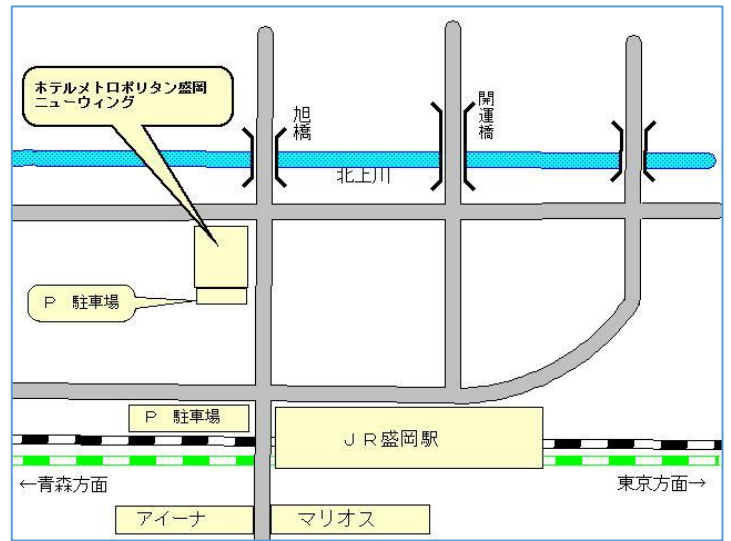 ホテルメトロポリタン盛岡
ニューウィング
旭橋
開運橋
北上川
Ｐ　駐車場
Ｐ　駐車場
ＪＲ盛岡駅
←青森方面
東京方面→
アイーナ
マリオス